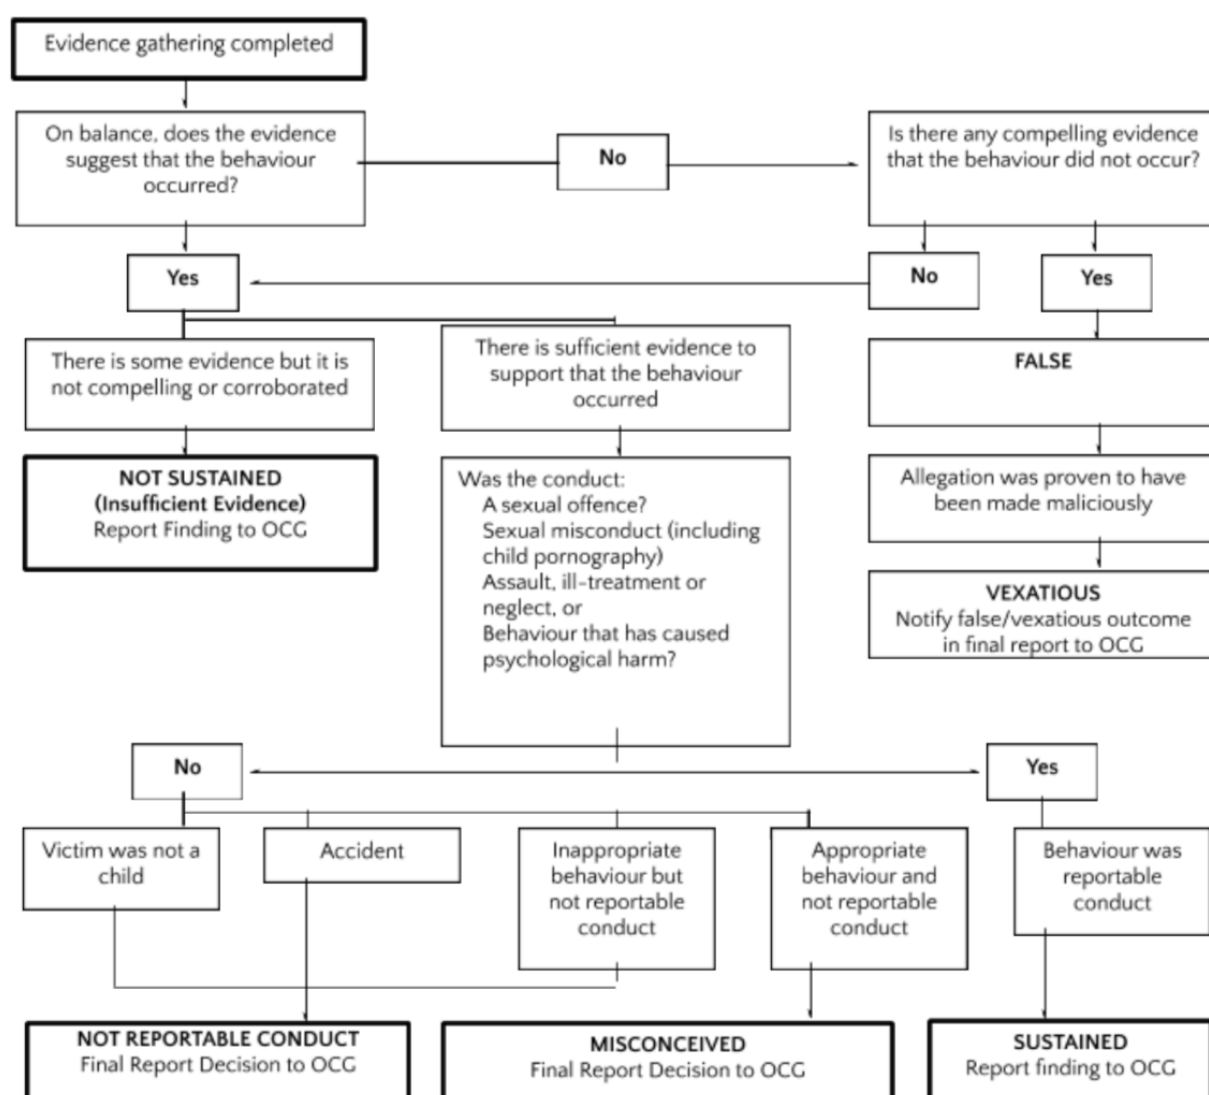 Evidence gathering completed
On balance, does the evidence
suggest that the behaviour
occurred?
No
Is there any compelling evidence
that the behaviour did not occur?
Yes
No
Yes
There is some evidence but it is
not compelling or corroborated
There is sufficient evidence to
support that the behaviour
occurred
FALSE
NOT SUSTAINED
(Insufficient Evidence)
Report Finding to OCG
Was the conduct:
A sexual offence?
Sexual misconduct (including
child pornography)
Assault, ill-treatment or
neglect, or
Behaviour that has caused
psychological harm?
Allegation was proven to have
been made maliciously
VEXATIOUS
Notify false/vexatious outcome
in final report to OCG
No
Yes
Victim was not a
child
Accident
Inappropriate
behaviour but
not reportable
conduct
Appropriate
behaviour and
not reportable
conduct
Behaviour was
reportable
conduct
NOT REPORTABLE CONDUCT
Final Report Decision to OCG
MISCONCEIVED
Final Report Decision to OCG
SUSTAINED
Report finding to OCG